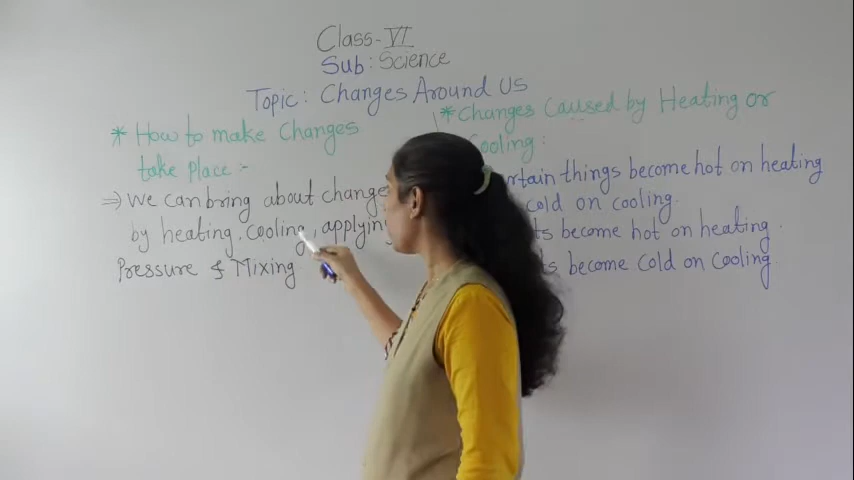 Class-VI
Sub: Science
Topic: Changes Around Us
* How to make Changes
take Place :-
⇒ We can bring about change
by heating, cooling, applying
Pressure & Mixing
* Changes Caused by Heating or
Cooling :
things become hot on heating
cold on cooling.
become hot on heating.
become cold on cooling.